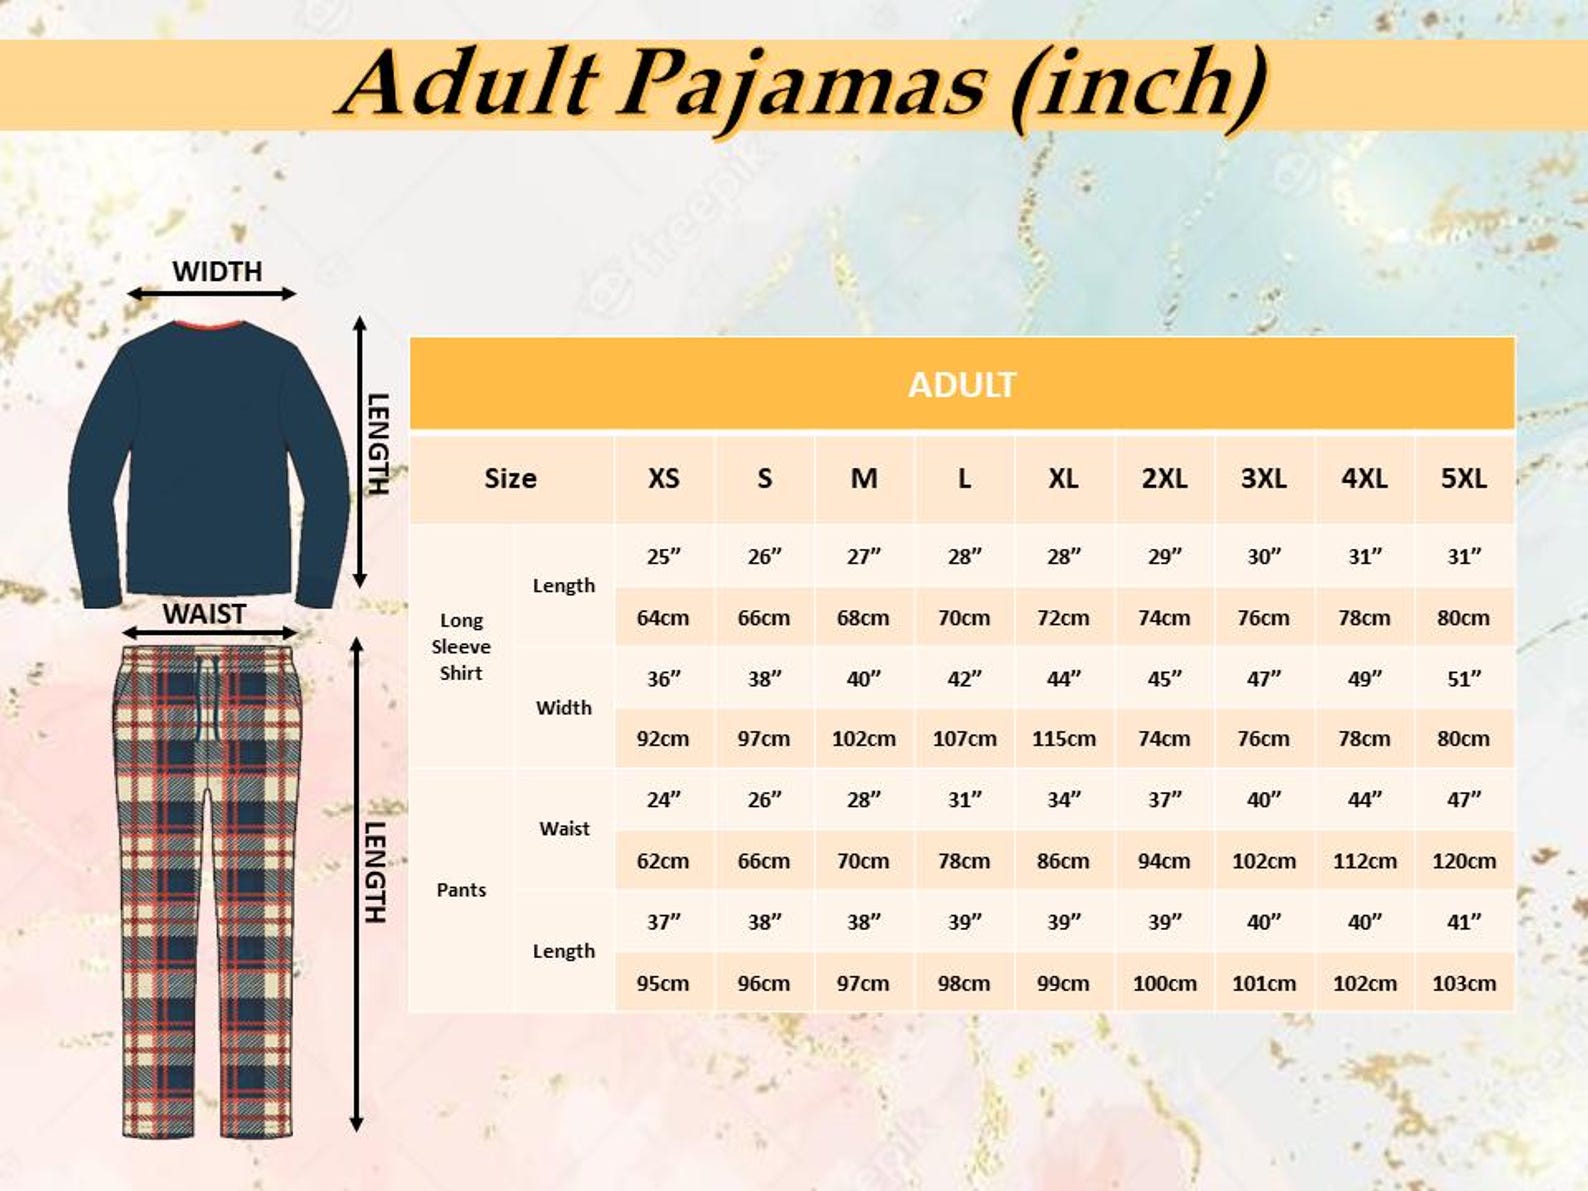 Adult Pajamas (inch)
WIDTH
LENGTH
WAIST
LENGTH
ADULT
Size XS S M L XL 2XL 3XL 4XL 5XL
Long
Sleeve
Shirt
Length
25” 26” 27” 28” 28” 29” 30” 31” 31”
64cm 66cm 68cm 70cm 72cm 74cm 76cm 78cm 80cm
Width
36” 38” 40” 42” 44” 45” 47” 49” 51”
92cm 97cm 102cm 107cm 115cm 74cm 76cm 78cm 80cm
Pants
Waist
24” 26” 28” 31” 34” 37” 40” 44” 47”
62cm 66cm 70cm 78cm 86cm 94cm 102cm 112cm 120cm
Length
37” 38” 38” 39” 39” 39” 40” 40” 41”
95cm 96cm 97cm 98cm 99cm 100cm 101cm 102cm 103cm
freepik